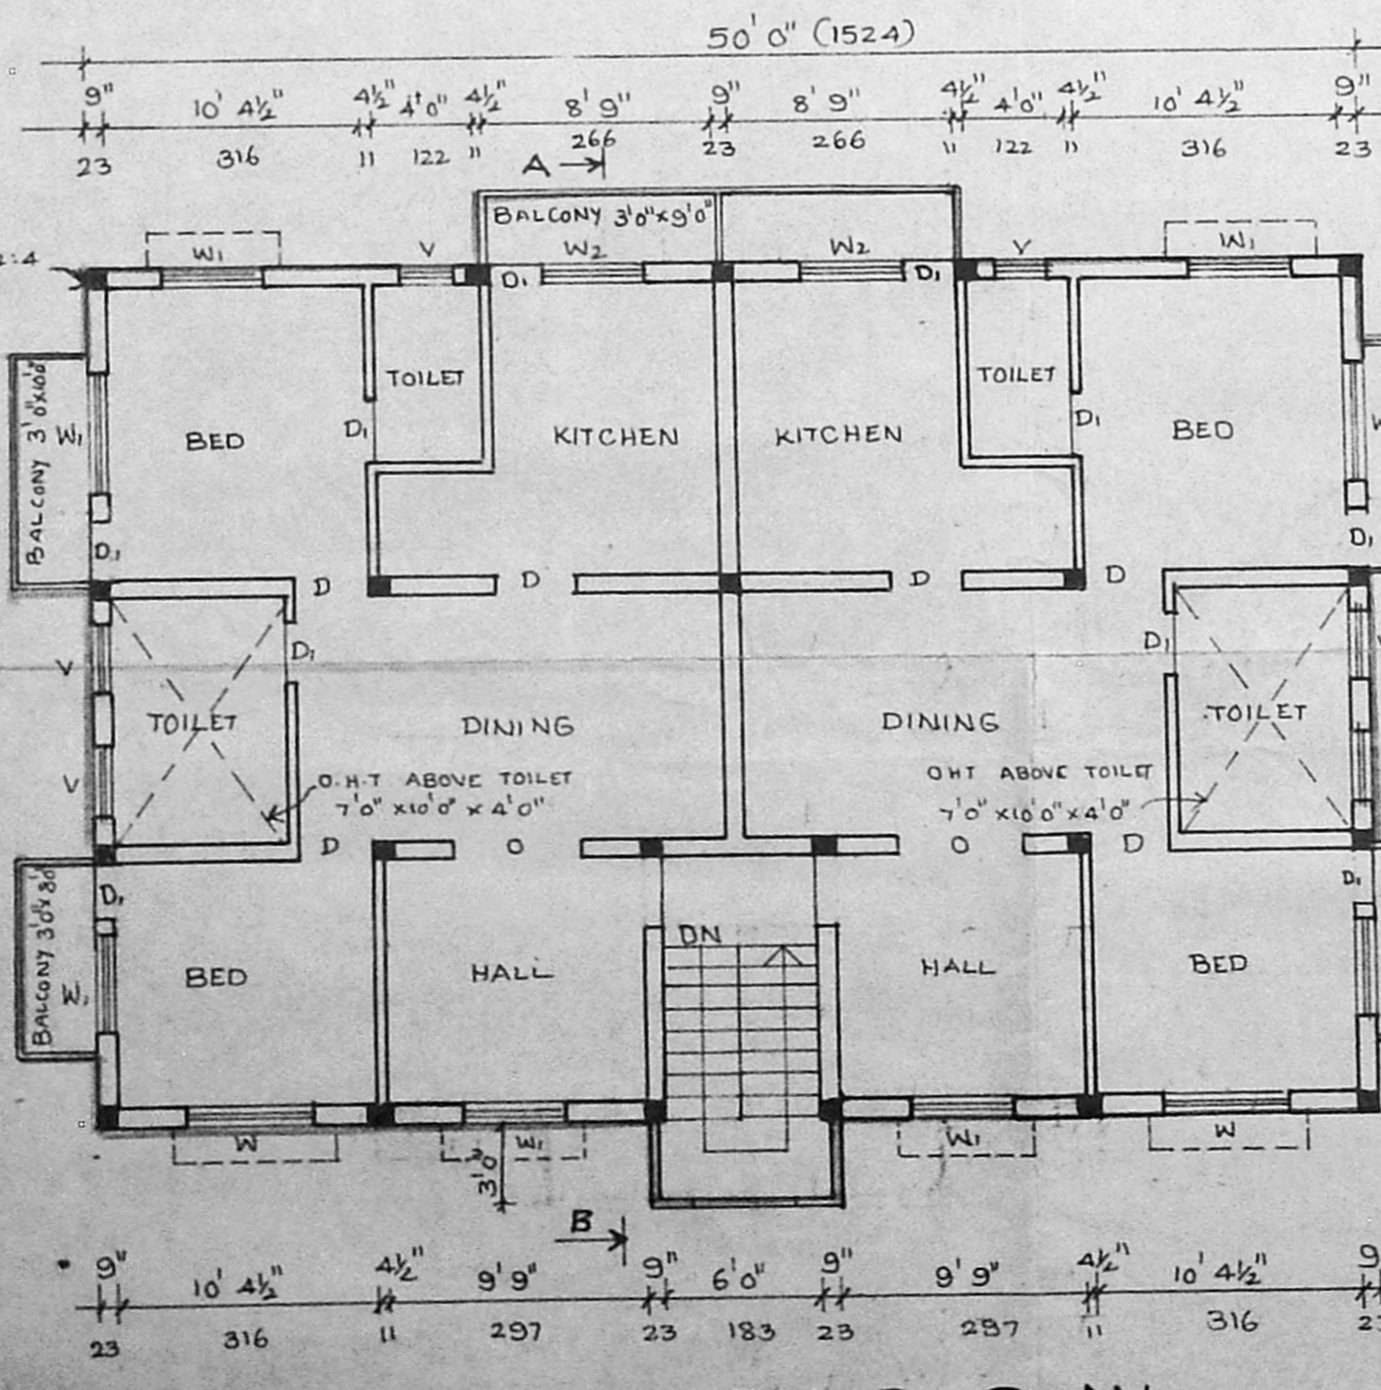 50' 0" (1524)
9" 10' 4½" 4½" 4'0" 4½" 8' 9" 9" 8' 9" 4½" 4'0" 4½" 10' 4½" 9"
23 316 11 122 11 266 23 266 11 122 11 316 23
A
BALCONY 3'0"x9'0"
W1 V W2 W2 V W1
1:4
D1 D1
TOILET TOILET
BALCONY 3'0"x10'0"
W1 BED D1 KITCHEN KITCHEN D1 BED
D1 D1
D D D D
D1 D1
V
TOILET DINING DINING TOILET
V
O.H.T ABOVE TOILET OHT ABOVE TOILET
7'0" x10'0" x 4'0" 7'0" x10'0"x4'0"
D O O D
D1 D1
DN
BALCONY 3'0"x8'0"
W1 BED HALL HALL BED
W W1 W1 W
3'0"
B
9" 10' 4½" 4½" 9' 9" 9" 6'0" 9" 9' 9" 4½" 10' 4½" 9
23 316 11 297 23 183 23 297 11 316